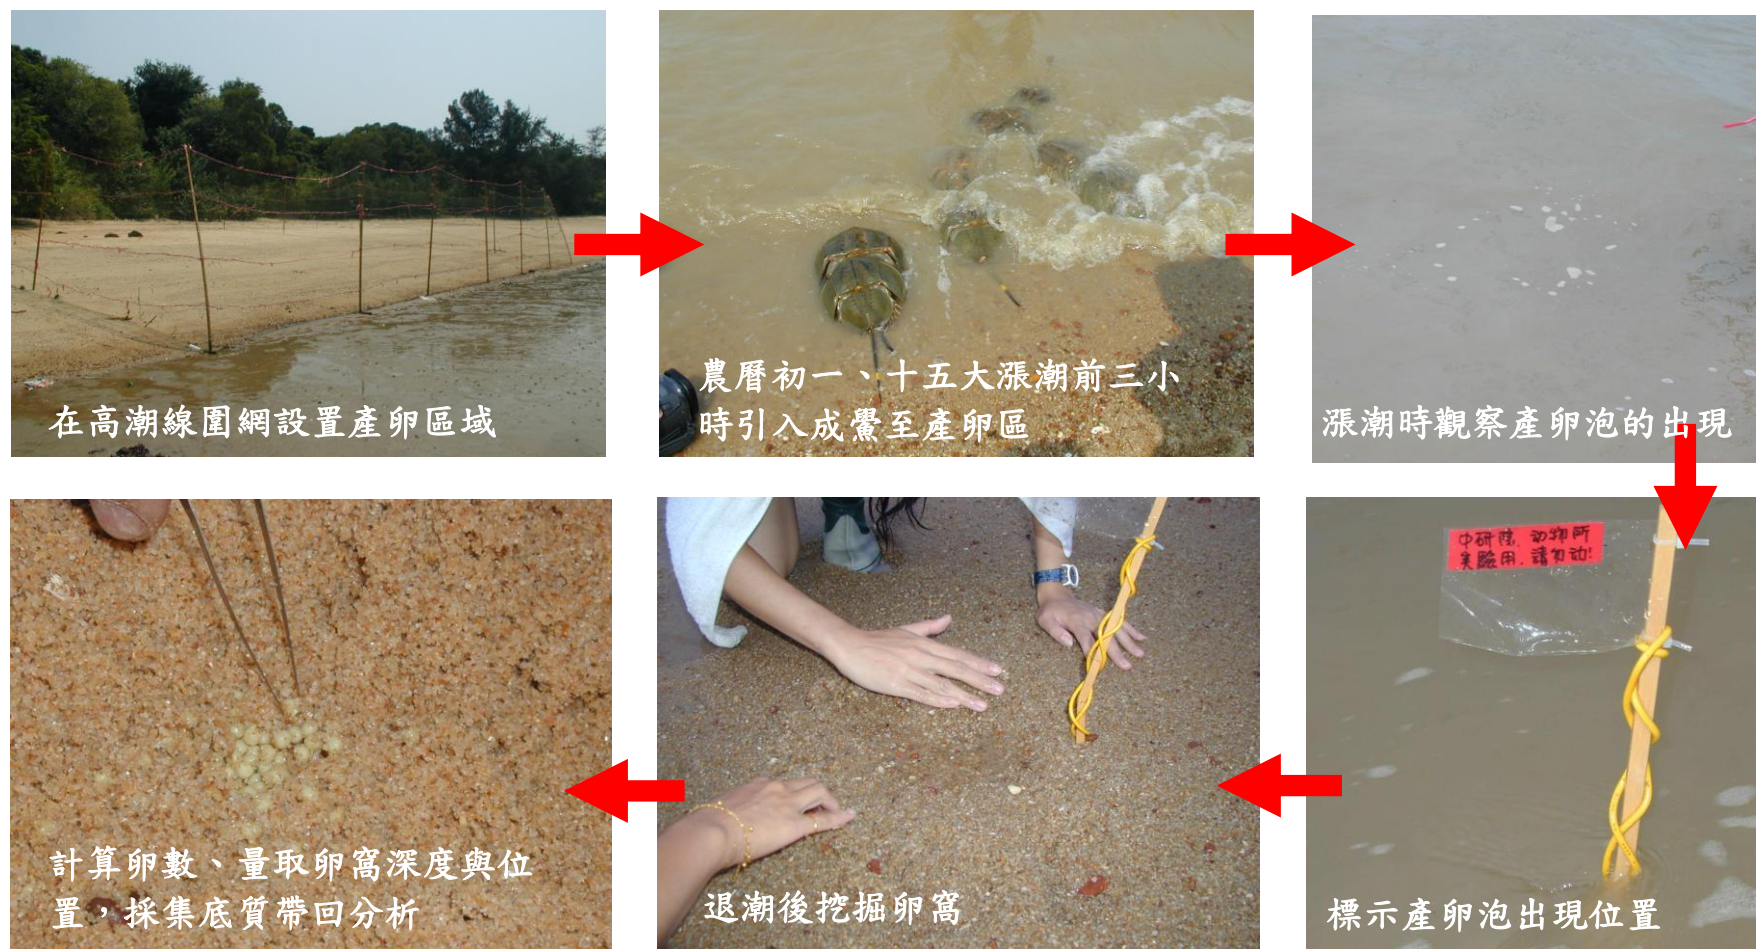 在高潮線圍網設置產卵區域
農曆初一、十五大漲潮前三小
時引入成鱟至產卵區
漲潮時觀察產卵泡的出現
中研院.动物所
实驗用.請勿动!
標示產卵泡出現位置
退潮後挖掘卵窩
計算卵數、量取卵窩深度與位
置，採集底質帶回分析